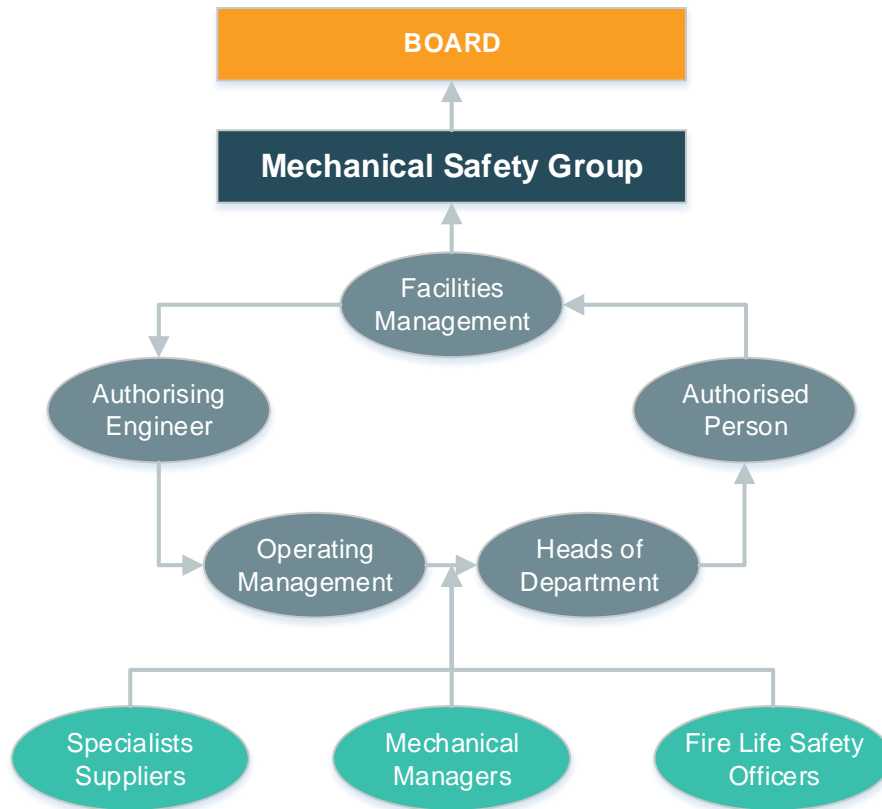 BOARD
Mechanical Safety Group
Facilities
Management
Authorising
Engineer
Authorised
Person
Operating
Management
Heads of
Department
Specialists
Suppliers
Mechanical
Managers
Fire Life Safety
Officers